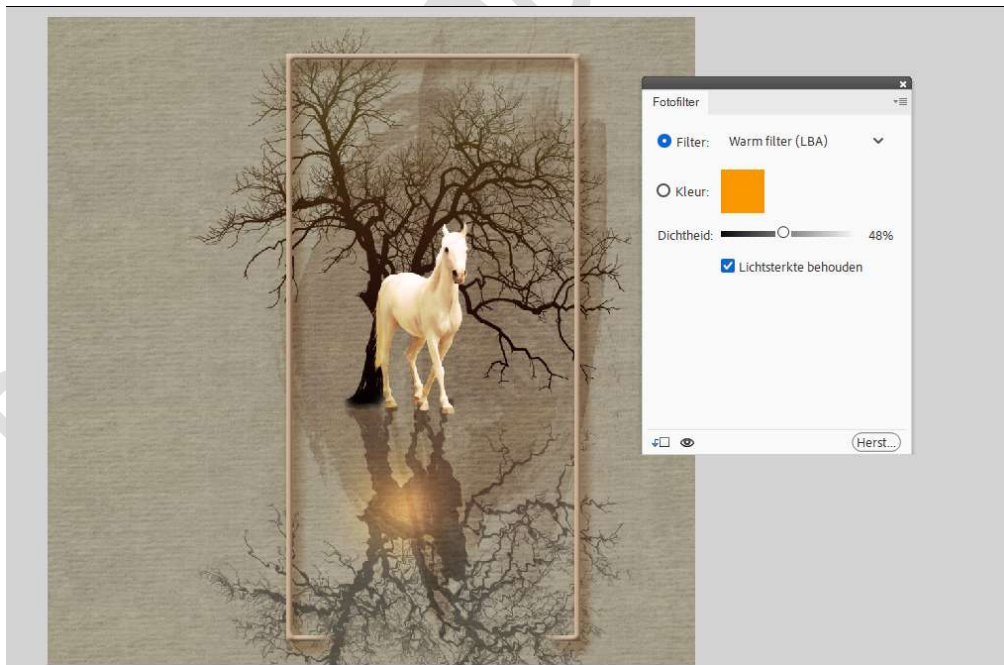 Fotofilter
Filter: Warm filter (LBA)
Kleur:
Dichtheid: 48%
Lichtsterkte behouden
Herst...